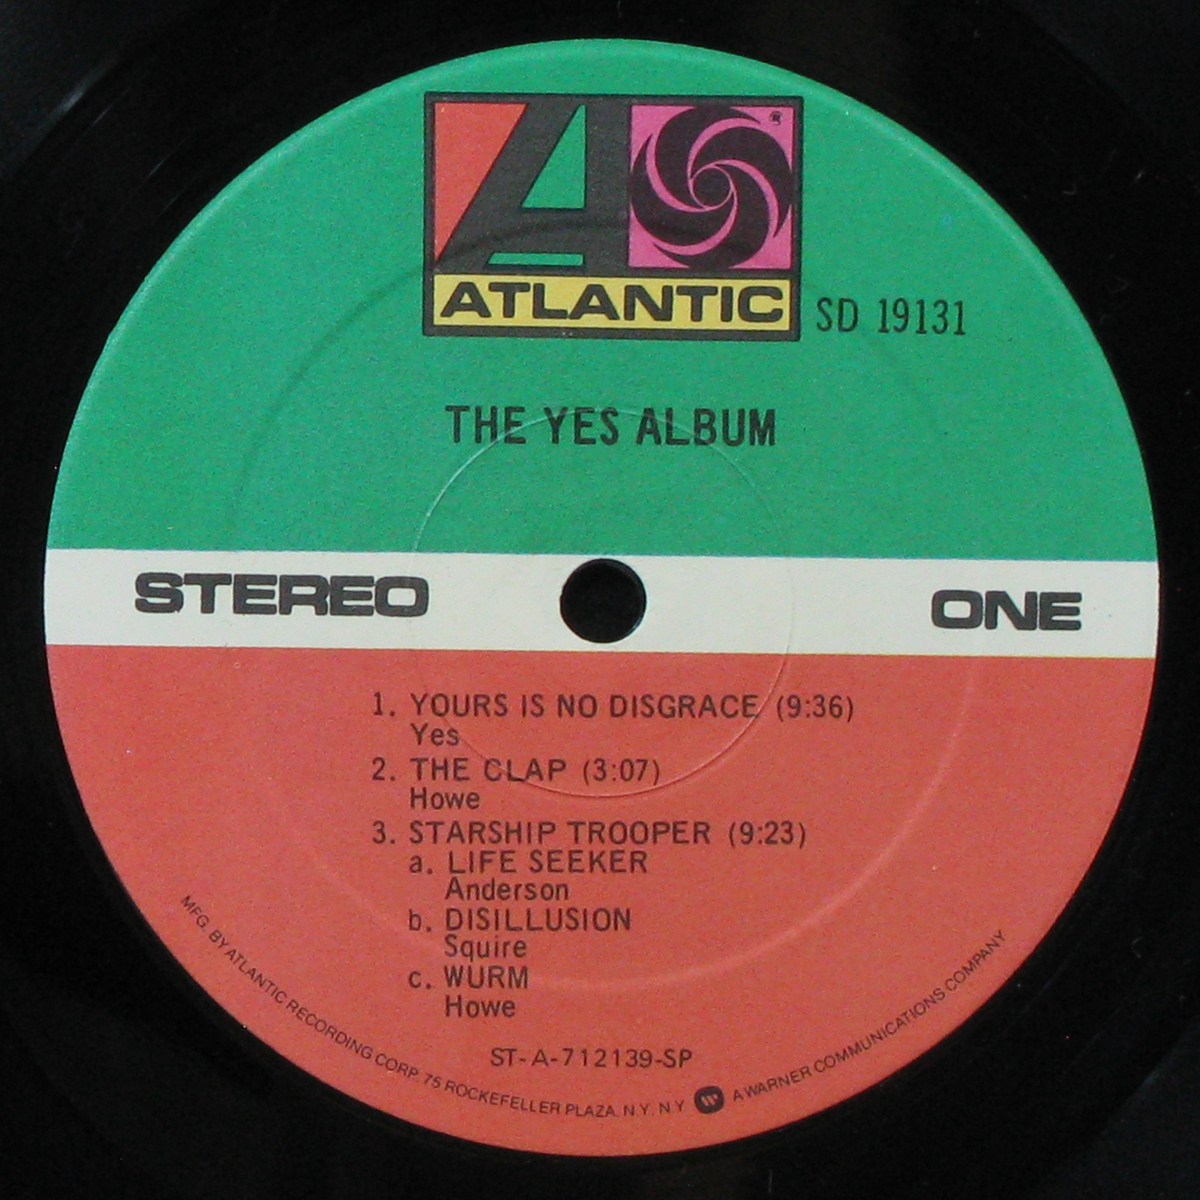 ®
ATLANTIC
SD 19131
THE YES ALBUM
STEREO
ONE
1. YOURS IS NO DISGRACE (9:36)
Yes
2. THE CLAP (3:07)
Howe
3. STARSHIP TROOPER (9:23)
a. LIFE SEEKER
Anderson
b. DISILLUSION
Squire
c. WURM
Howe
ST-A-712139-SP
MFG. BY ATLANTIC RECORDING CORP. 75 ROCKEFELLER PLAZA. N.Y. N.Y. A WARNER COMMUNICATIONS COMPANY